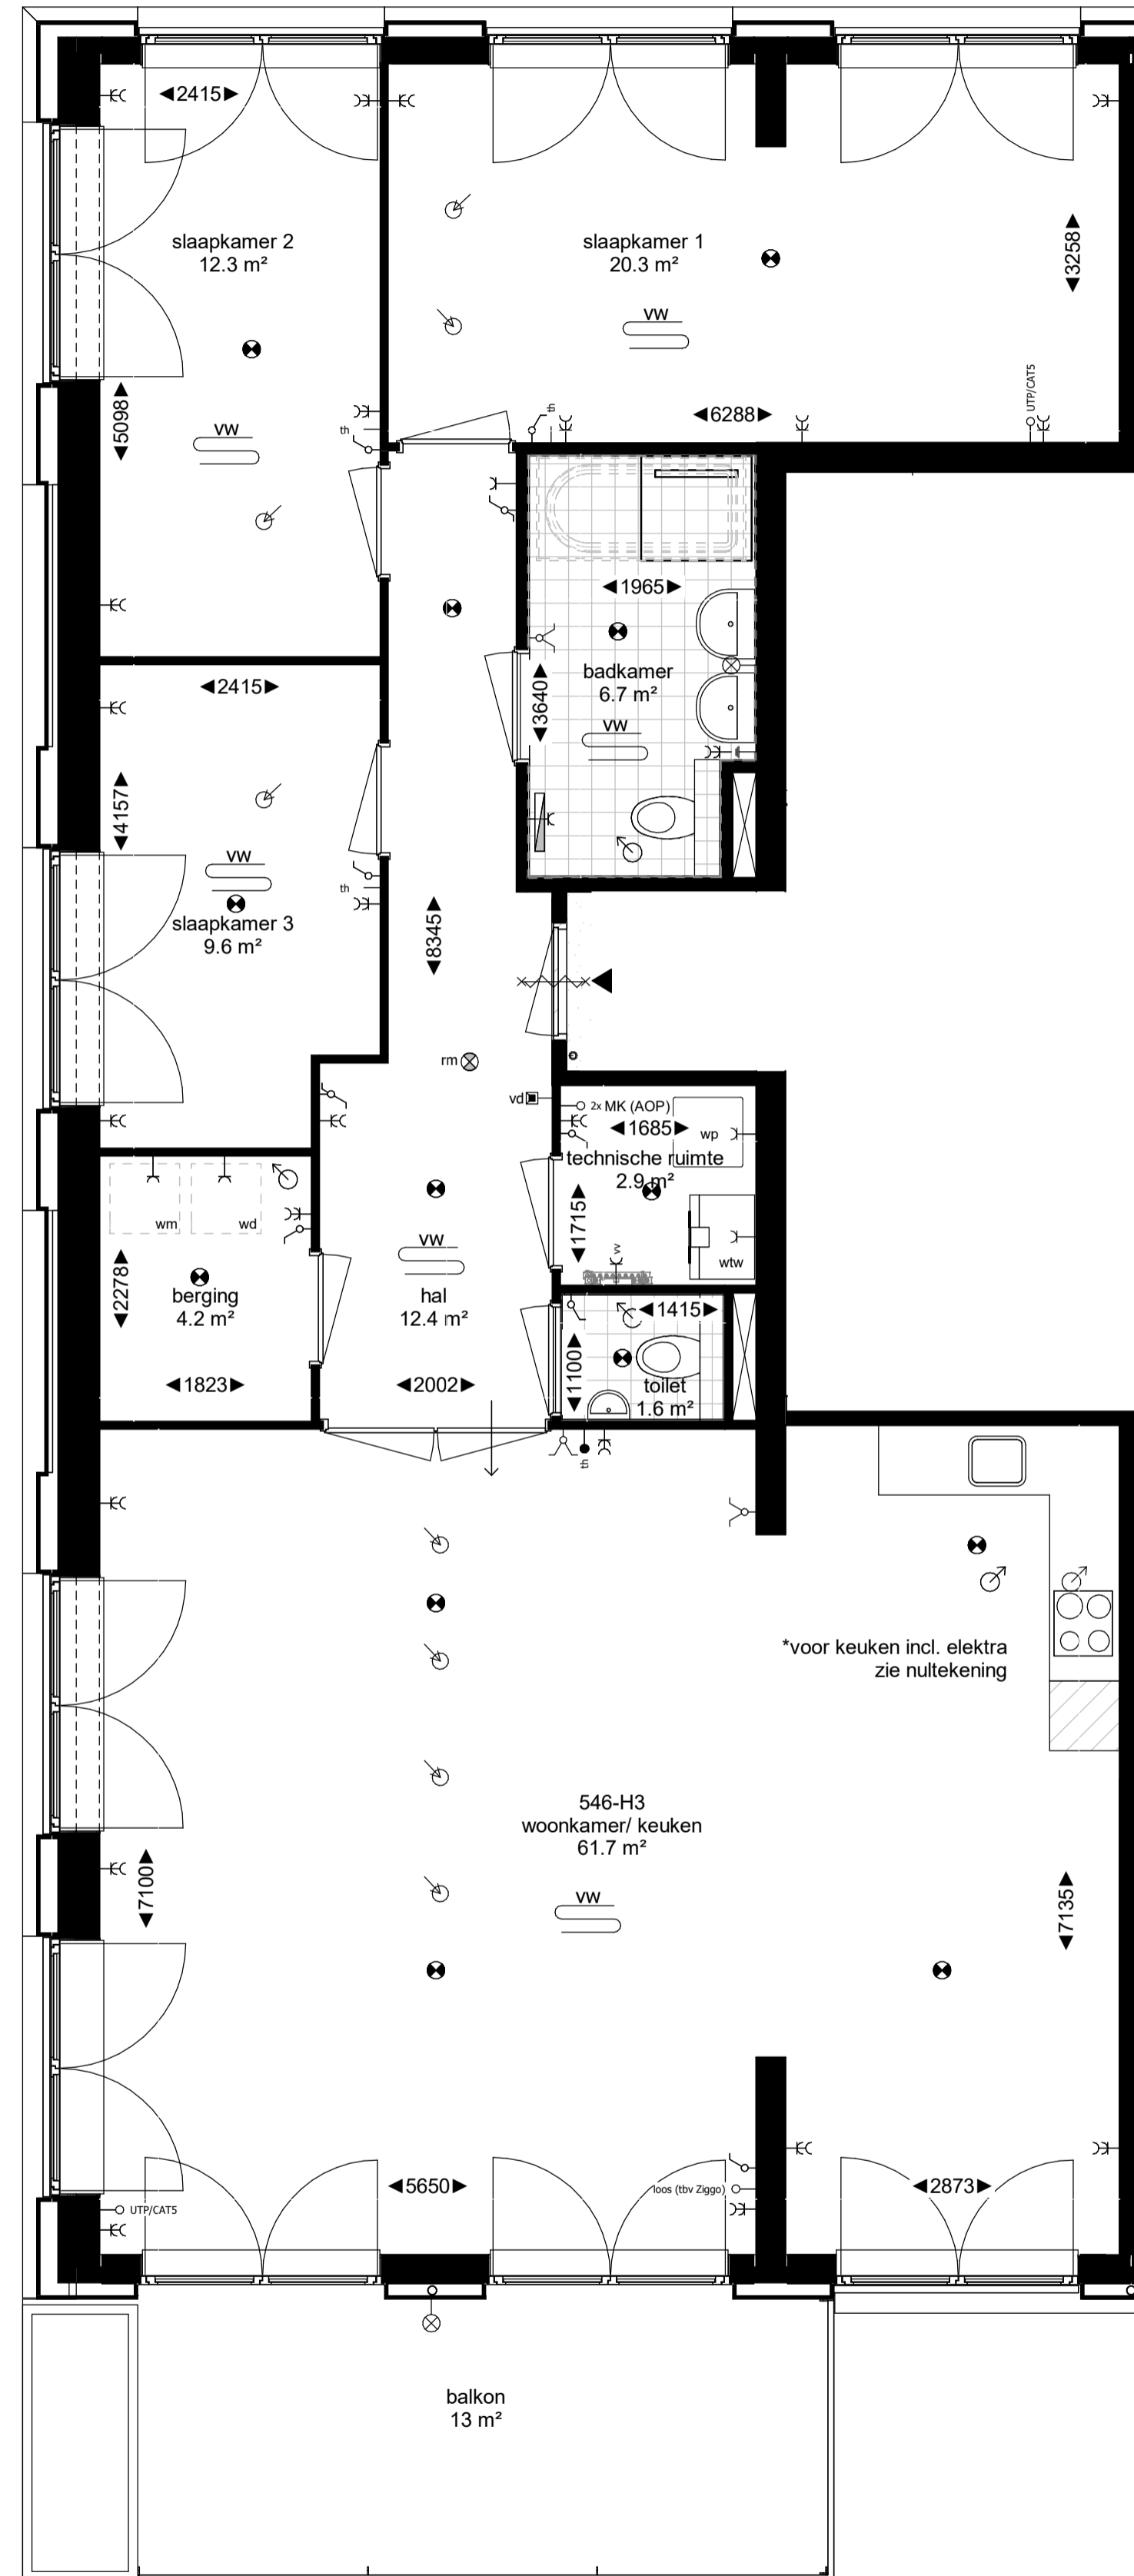 2415
slaapkamer 2
12.3 m²
slaapkamer 1
20.3 m²
3258
vw
UTP/CAT5
5098
6288
th
th
vw
1965
badkamer
6.7 m²
3640
vw
2415
4157
vw
th
slaapkamer 3
9.6 m²
8345
rm
vd
2x MK (AOP)
1685
wp
technische ruimte
2.9 m²
1715
wm
wd
vv
wtw
2278
berging
4.2 m²
vw
hal
12.4 m²
1415
1100
1823
2002
toilet
1.6 m²
th
*voor keuken incl. elektra
zie nultekening
546-H3
woonkamer/ keuken
61.7 m²
7100
vw
7135
5650
loos (tbv Ziggo)
2873
UTP/CAT5
balkon
13 m²